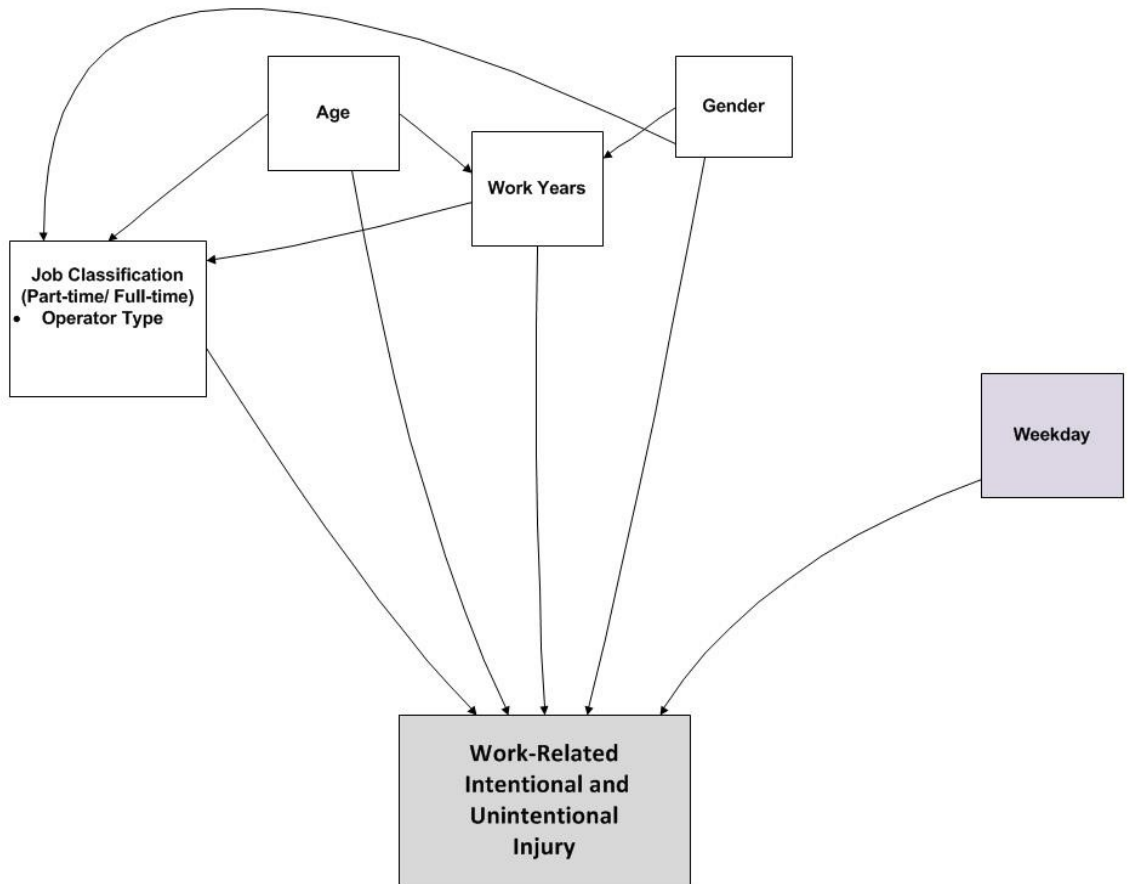 Age
Gender
Work Years
Job Classification
(Part-time/ Full-time)
• Operator Type
Weekday
Work-Related
Intentional and
Unintentional
Injury